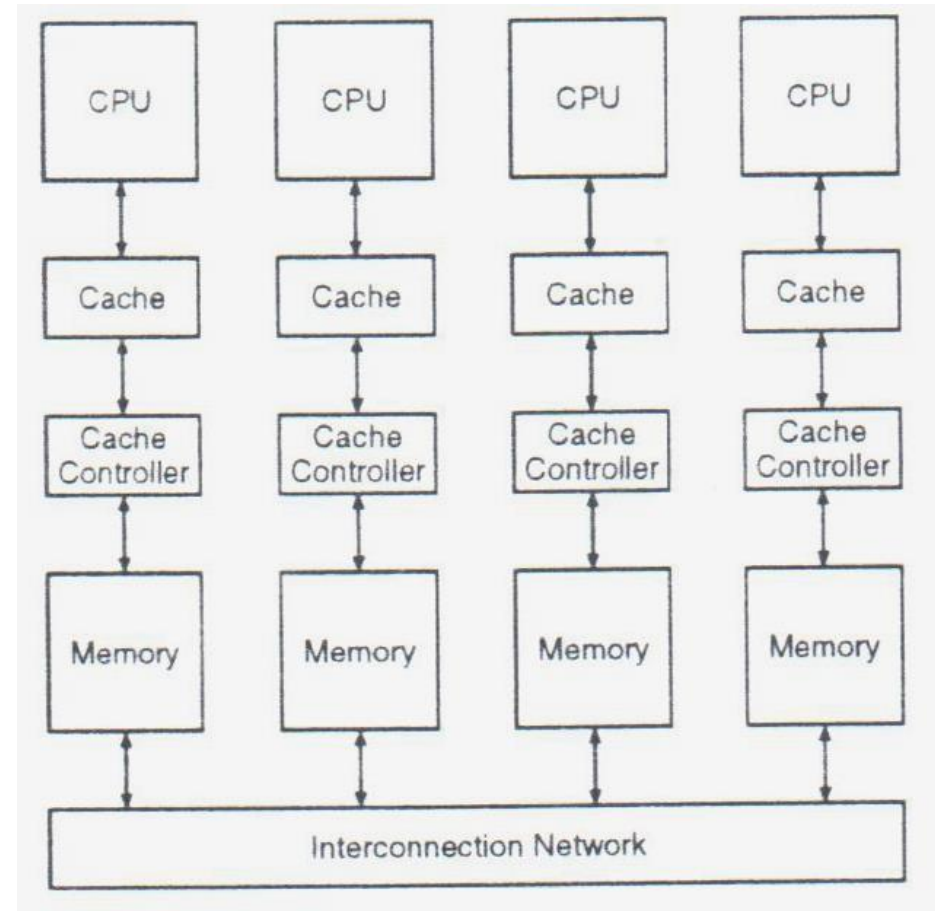 CPU
CPU
CPU
CPU
Cache
Cache
Cache
Cache
Cache
Controller
Cache
Controller
Cache
Controller
Cache
Controller
Memory
Memory
Memory
Memory
Interconnection Network